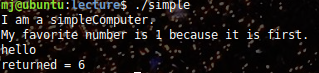 mj@ubuntu:lecture> ./simple
I am a simpleComputer.
My favorite number is 1 because it is first.
hello
returned = 6